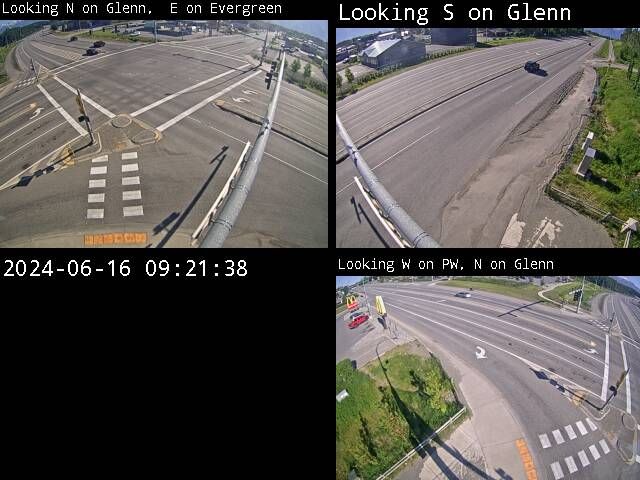 Looking N on Glenn,  E on Evergreen
Looking S on Glenn
2024-06-16 09:21:38
Looking W on PW, N on Glenn